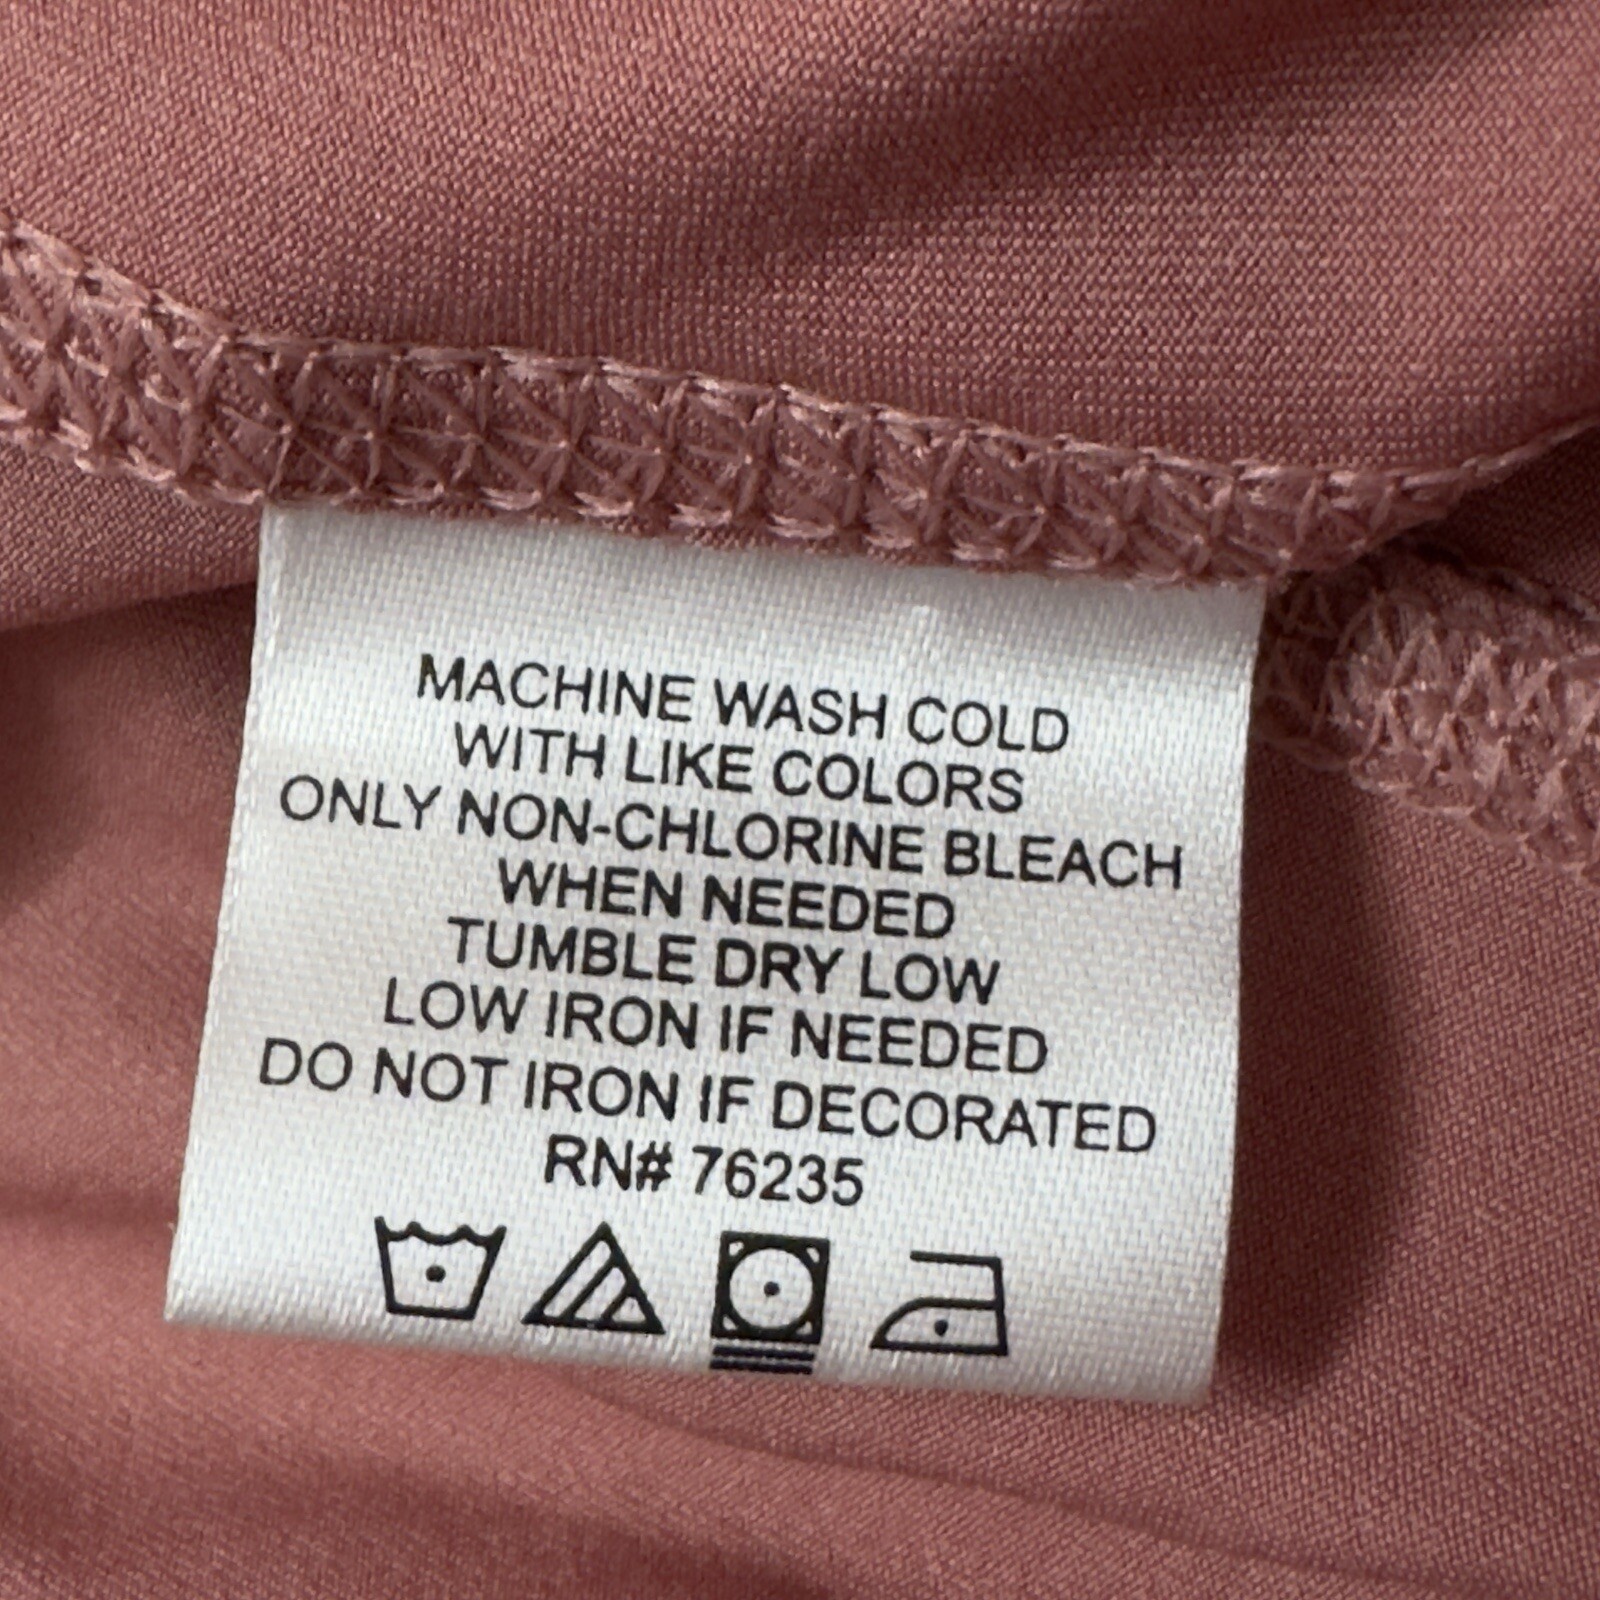 MACHINE WASH COLD
WITH LIKE COLORS
ONLY NON-CHLORINE BLEACH
WHEN NEEDED
TUMBLE DRY LOW
LOW IRON IF NEEDED
DO NOT IRON IF DECORATED
RN# 76235